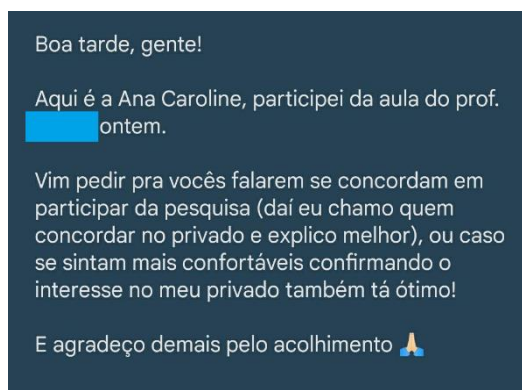 Boa tarde, gente!
Aqui é a Ana Caroline, participei da aula do prof.
ontem.
Vim pedir pra vocês falarem se concordam em
participar da pesquisa (daí eu chamo quem
concordar no privado e explico melhor), ou caso
se sintam mais confortáveis confirmando o
interesse no meu privado também tá ótimo!
E agradeço demais pelo acolhimento 🙏🏻